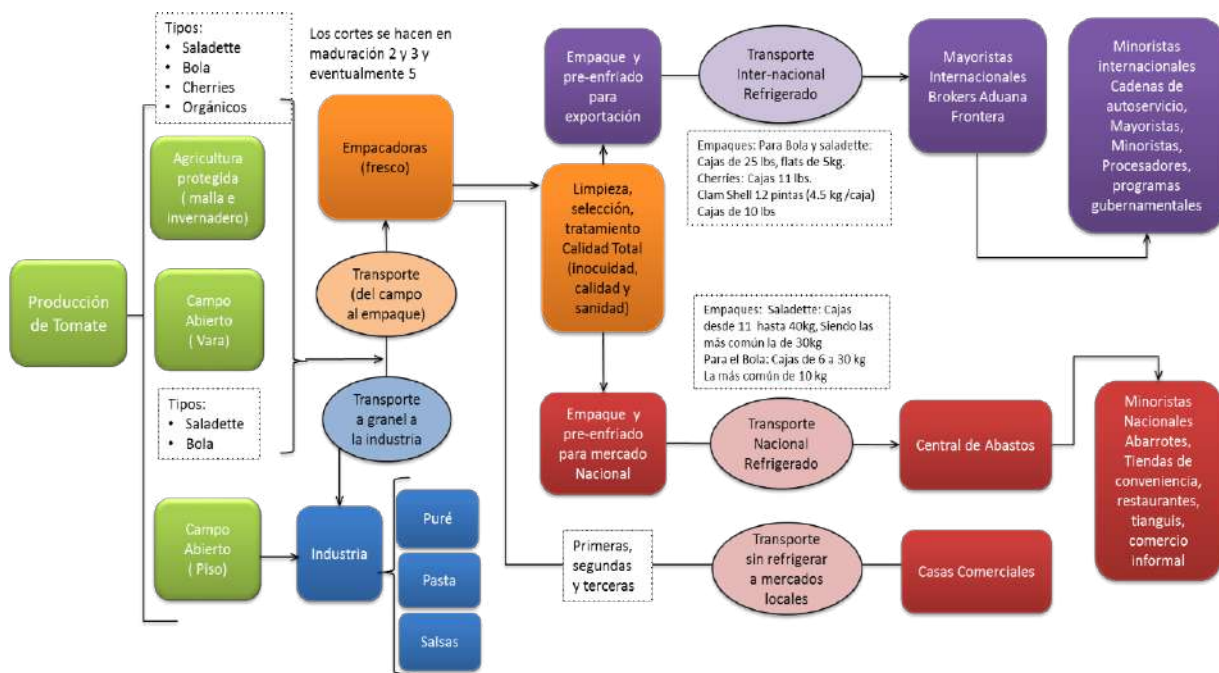 Tipos:
• Saladette
• Bola
• Cherries
• Orgánicos
Los cortes se hacen en
maduración 2 y 3 y
eventualmente 5
Agricultura
protegida
( malla e
invernadero)
Producción
de Tomate
Campo
Abierto
( Vara)
Tipos:
• Saladette
• Bola
Campo
Abierto
( Piso)
Empacadoras
(fresco)
Transporte
(del campo
al empaque)
Transporte
a granel a
la industria
Industria
Puré
Pasta
Salsas
Limpieza,
selección,
tratamiento
Calidad Total
(inocuidad,
calidad y
sanidad)
Empaque y
pre-enfriado
para
exportación
Transporte
Inter-nacional
Refrigerado
Mayoristas
Internacionales
Brokers Aduana
Frontera
Minoristas
internacionales
Cadenas de
autoservicio,
Mayoristas,
Minoristas,
Procesadores,
programas
gubernamentales
Empaques: Para Bola y saladette:
Cajas de 25 lbs, flats de 5kg.
Cherries: Cajas 11 lbs.
Clam Shell 12 pintas (4.5 kg /caja)
Cajas de 10 lbs
Empaques: Saladette: Cajas
desde 11 hasta 40kg, Siendo las
más común la de 30kg
Para el Bola: Cajas de 6 a 30 kg
La más común de 10 kg
Empaque y
pre-enfriado
para mercado
Nacional
Transporte
Nacional
Refrigerado
Central de Abastos
Minoristas
Nacionales
Abarrotes,
Tiendas de
conveniencia,
restaurantes,
tianguis,
comercio
informal
Primeras,
segundas
y terceras
Transporte
sin refrigerar
a mercados
locales
Casas Comerciales